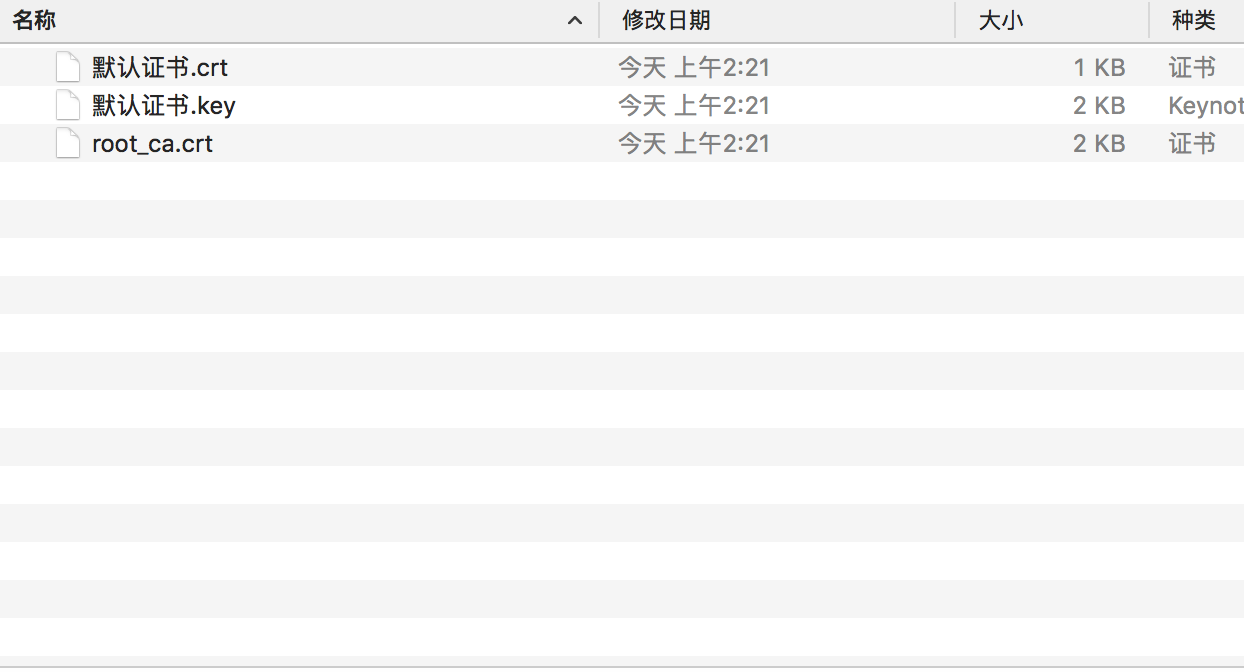 名称 修改日期 大小 种类
默认证书.crt 今天 上午2:21 1 KB 证书
默认证书.key 今天 上午2:21 2 KB Keynot
root_ca.crt 今天 上午2:21 2 KB 证书